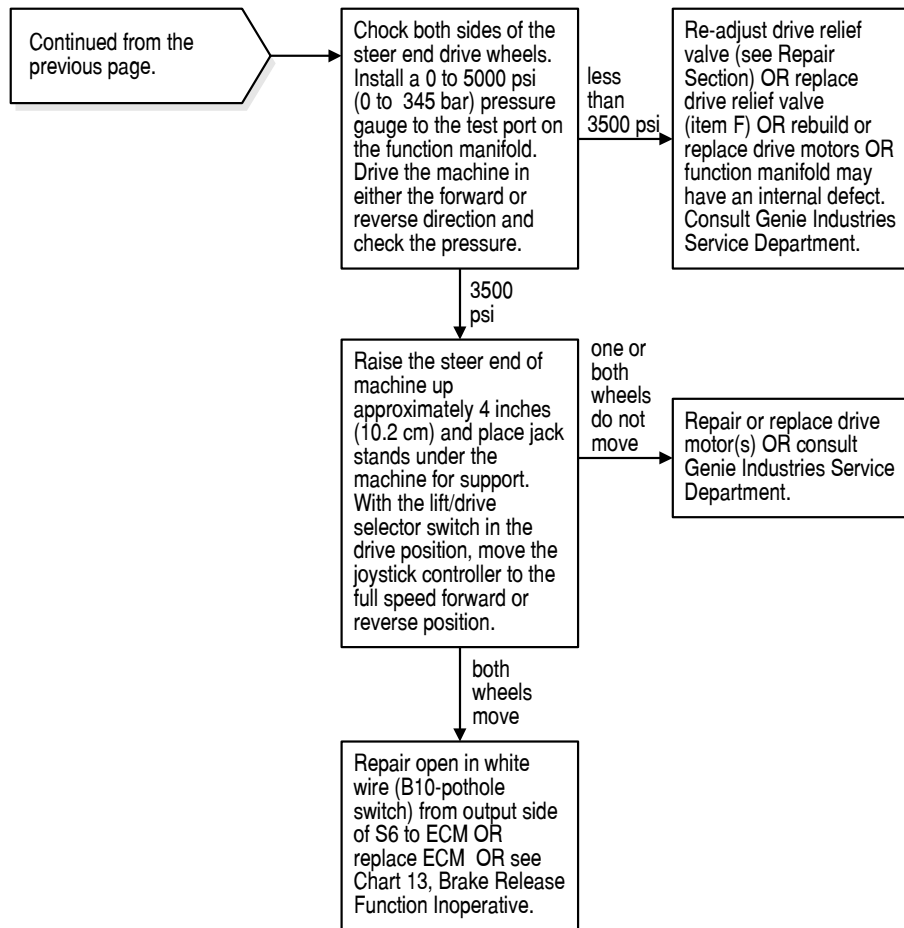 Continued from the
previous page.
Chock both sides of the
steer end drive wheels.
Install a 0 to 5000 psi
(0 to 345 bar) pressure
gauge to the test port on
the function manifold.
Drive the machine in
either the forward or
reverse direction and
check the pressure.
less
than
3500 psi
Re-adjust drive relief
valve (see Repair
Section) OR replace
drive relief valve
(item F) OR rebuild or
replace drive motors OR
function manifold may
have an internal defect.
Consult Genie Industries
Service Department.
3500
psi
Raise the steer end of
machine up
approximately 4 inches
(10.2 cm) and place jack
stands under the
machine for support.
With the lift/drive
selector switch in the
drive position, move the
joystick controller to the
full speed forward or
reverse position.
one or
both
wheels
do not
move
Repair or replace drive
motor(s) OR consult
Genie Industries Service
Department.
both
wheels
move
Repair open in white
wire (B10-pothole
switch) from output side
of S6 to ECM OR
replace ECM OR see
Chart 13, Brake Release
Function Inoperative.